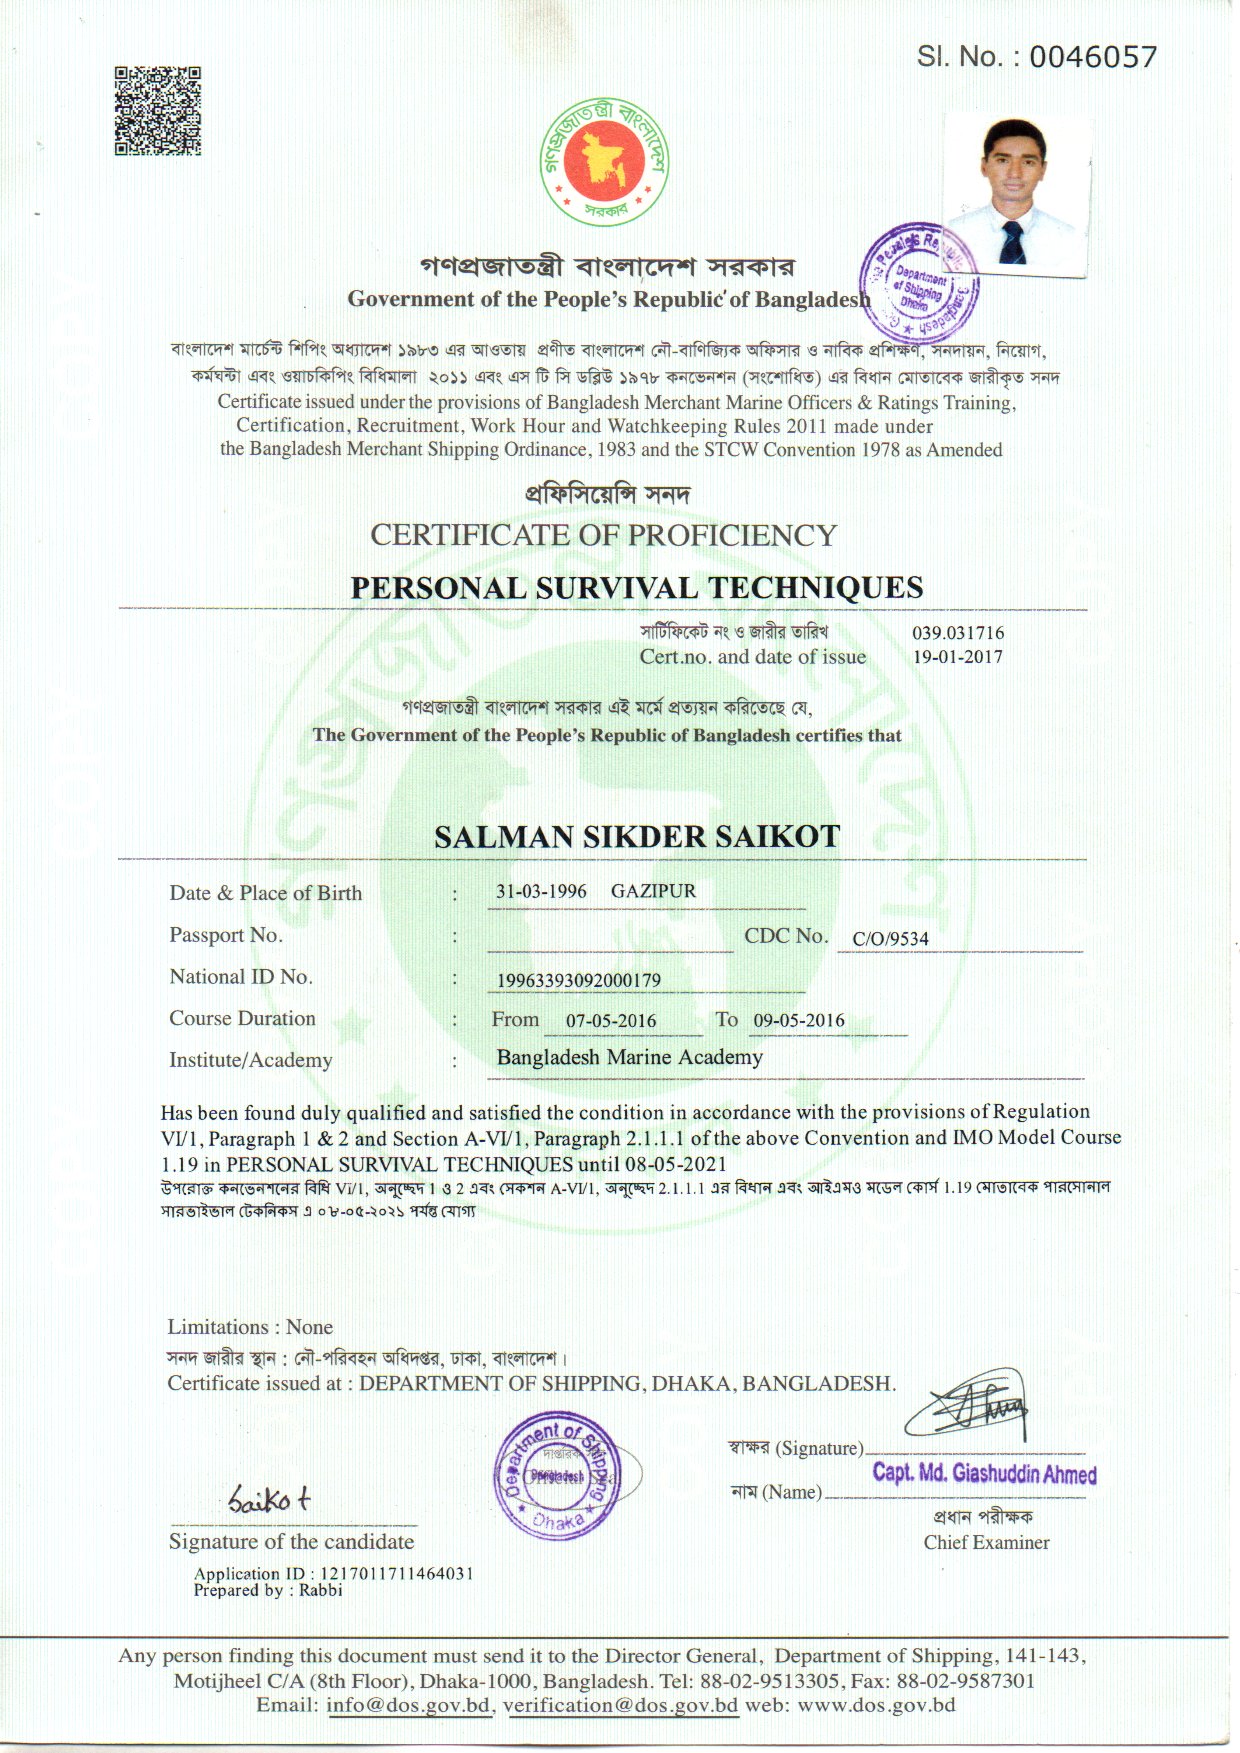 Sl. No. : 0046057
গণপ্রজাতন্ত্রী বাংলাদেশ
সরকার
গণপ্রজাতন্ত্রী বাংলাদেশ সরকার
Government of the People's Republic of Bangladesh
Department
of Shipping
Dhaka
বাংলাদেশ মার্চেন্ট শিপিং অধ্যাদেশ ১৯৮৩ এর আওতায় প্রণীত বাংলাদেশ নৌ-বাণিজ্যিক অফিসার ও নাবিক প্রশিক্ষণ, সনদায়ন, নিয়োগ,
কর্মঘন্টা এবং ওয়াচকিপিং বিধিমালা ২০১১ এবং এস টি সি ডব্লিউ ১৯৭৮ কনভেনশন (সংশোধিত) এর বিধান মোতাবেক জারীকৃত সনদ
Certificate issued under the provisions of Bangladesh Merchant Marine Officers & Ratings Training,
Certification, Recruitment, Work Hour and Watchkeeping Rules 2011 made under
the Bangladesh Merchant Shipping Ordinance, 1983 and the STCW Convention 1978 as Amended
প্রফিসিয়েন্সি সনদ
CERTIFICATE OF PROFICIENCY
PERSONAL SURVIVAL TECHNIQUES
সার্টিফিকেট নং ও জারীর তারিখ 039.031716
Cert.no. and date of issue 19-01-2017
গণপ্রজাতন্ত্রী বাংলাদেশ সরকার এই মর্মে প্রত্যয়ন করিতেছে যে,
The Government of the People's Republic of Bangladesh certifies that
SALMAN SIKDER SAIKOT
Date & Place of Birth : 31-03-1996 GAZIPUR
Passport No. : CDC No. C/O/9534
National ID No. : 19963393092000179
Course Duration : From 07-05-2016 To 09-05-2016
Institute/Academy : Bangladesh Marine Academy
Has been found duly qualified and satisfied the condition in accordance with the provisions of Regulation
VI/1, Paragraph 1 & 2 and Section A-VI/1, Paragraph 2.1.1.1 of the above Convention and IMO Model Course
1.19 in PERSONAL SURVIVAL TECHNIQUES until 08-05-2021
উপরোক্ত কনভেনশনের বিধি Vi/1, অনুচ্ছেদ 1 ও 2 এবং সেকশন A-VI/1, অনুচ্ছেদ 2.1.1.1 এর বিধান এবং আইএমও মডেল কোর্স 1.19 মোতাবেক পারসোনাল
সারভাইভাল টেকনিকস এ ০৮-০৫-২০২১ পর্যন্ত যোগ্য
Limitations : None
সনদ জারীর স্থান : নৌ-পরিবহন অধিদপ্তর, ঢাকা, বাংলাদেশ।
Certificate issued at : DEPARTMENT OF SHIPPING, DHAKA, BANGLADESH.
Department of Shipping
Bangladesh
Dhaka
স্বাক্ষর (Signature)
Capt. Md. Giashuddin Ahmed
নাম (Name)
প্রধান পরীক্ষক
Chief Examiner
Saikot
Signature of the candidate
Application ID : 1217011711464031
Prepared by : Rabbi
Any person finding this document must send it to the Director General, Department of Shipping, 141-143,
Motijheel C/A (8th Floor), Dhaka-1000, Bangladesh. Tel: 88-02-9513305, Fax: 88-02-9587301
Email: info@dos.gov.bd, verification@dos.gov.bd web: www.dos.gov.bd